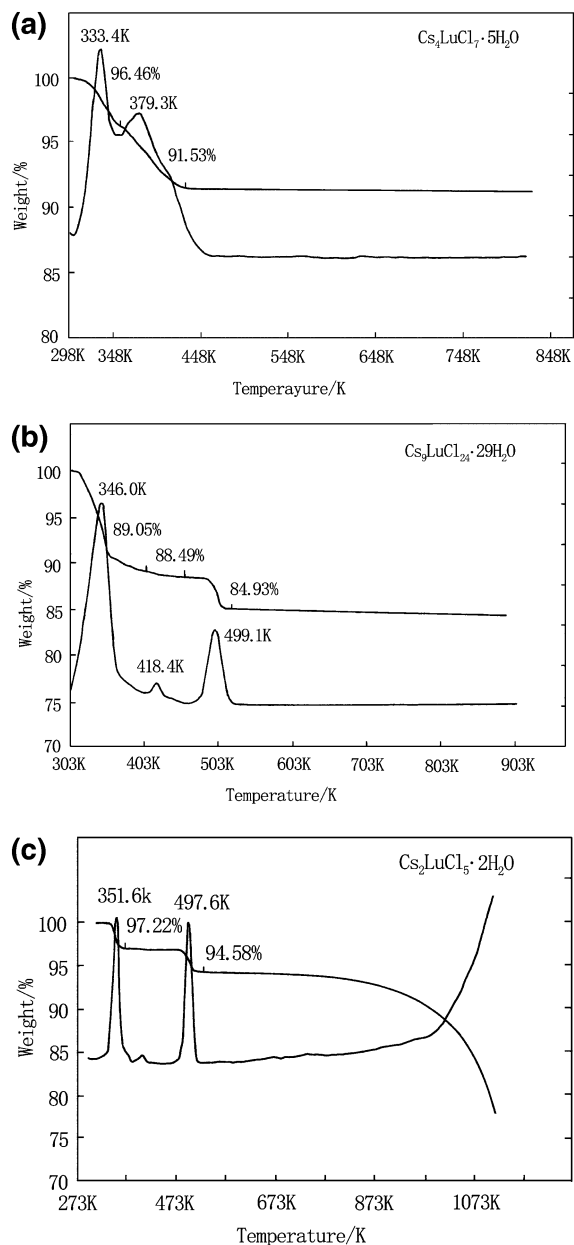 (a)
Cs₄LuCl₇·5H₂O
333.4K
96.46%
379.3K
91.53%
100
95
90
85
80
Weight/%
298K 348K 448K 548K 648K 748K 848K
Temperayure/K
(b)
Cs₉LuCl₂₄·29H₂O
346.0K
89.05%
88.49%
84.93%
499.1K
418.4K
100
95
90
85
80
75
70
Weight/%
303K 403K 503K 603K 703K 803K 903K
Temperature/K
(c)
Cs₂LuCl₅·2H₂O
351.6k
497.6K
97.22%
94.58%
100
95
90
85
80
75
70
Weight/%
273K 473K 673K 873K 1073K
Temperature/K